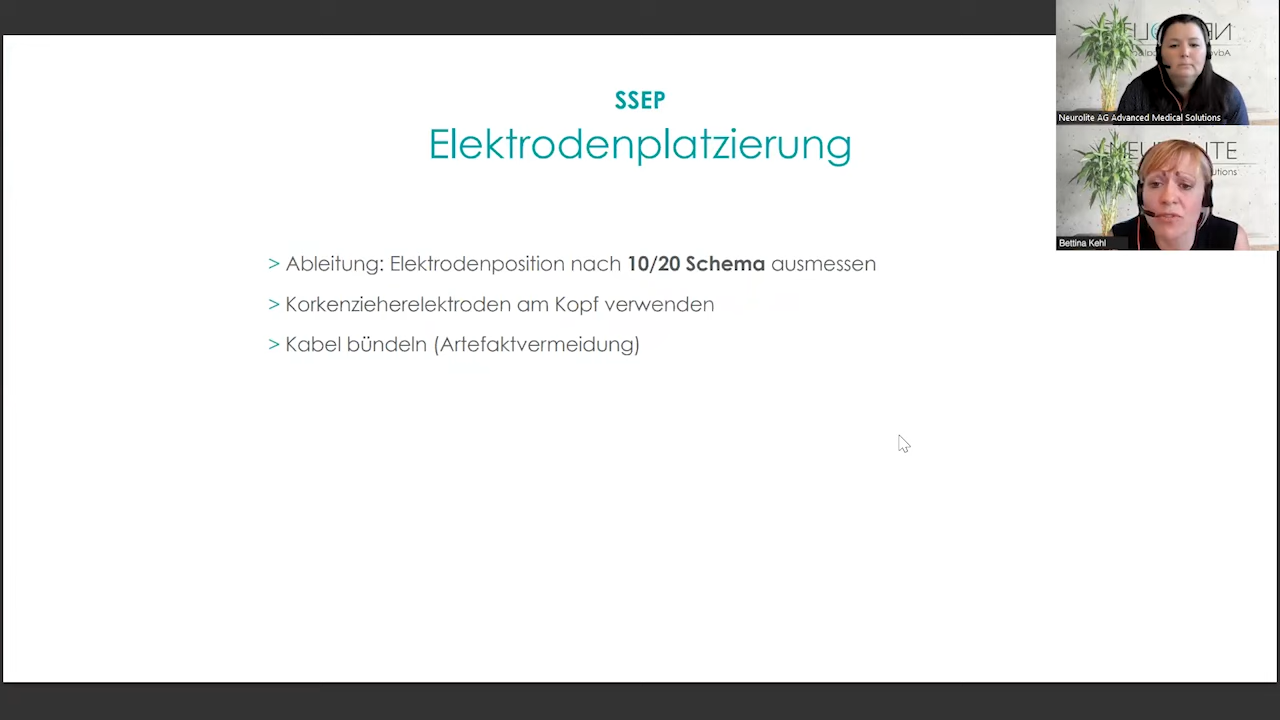 SSEP
Elektrodenplatzierung
> Ableitung: Elektrodenposition nach 10/20 Schema ausmessen
> Korkenzieherelektroden am Kopf verwenden
> Kabel bündeln (Artefaktvermeidung)
Neurolite AG Advanced Medical Solutions
Bettina Kehl